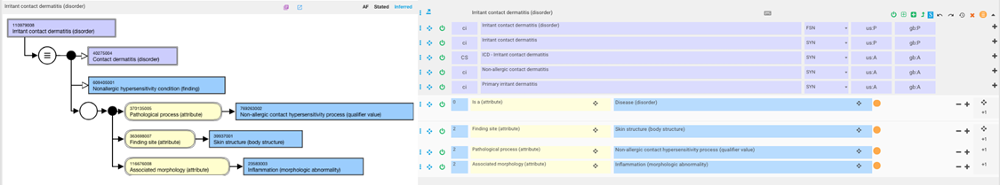 Irritant contact dermatitis (disorder)
AF Stated Inferred
110979008
Irritant contact dermatitis (disorder)
40275004
Contact dermatitis (disorder)
609405001
Nonallergic hypersensitivity condition (finding)
370135005
Pathological process (attribute)
769263002
Non-allergic contact hypersensitivity process (qualifier value)
363698007
Finding site (attribute)
39937001
Skin structure (body structure)
116676008
Associated morphology (attribute)
23583003
Inflammation (morphologic abnormality)
Irritant contact dermatitis (disorder)
S
ci Irritant contact dermatitis (disorder) FSN us:P gb:P
ci Irritant contact dermatitis SYN us:P gb:P
CS ICD - Irritant contact dermatitis SYN us:A gb:A
ci Non-allergic contact dermatitis SYN us:A gb:A
ci Primary irritant dermatitis SYN us:A gb:A
0 Is a (attribute) Disease (disorder) +1
2 Finding site (attribute) Skin structure (body structure) +1
2 Pathological process (attribute) Non-allergic contact hypersensitivity process (qualifier value) +1
2 Associated morphology (attribute) Inflammation (morphologic abnormality) +1